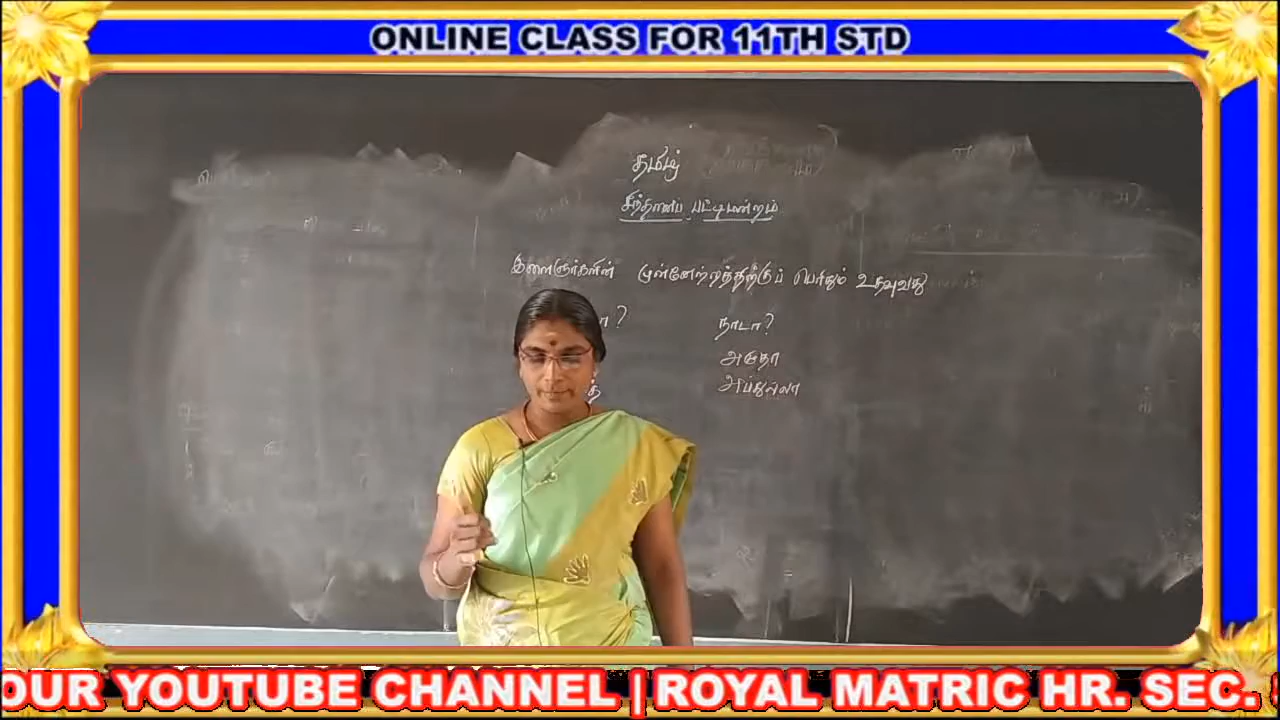 ONLINE CLASS FOR 11TH STD
தமிழ்
சிந்தனைப் பட்டிமன்றம்
இளைஞர்களின் முன்னேற்றத்திற்குப் பெரிதும் உதவுவது
ா? நாடா?
அமுதா
த் அப்துல்லா
OUR YOUTUBE CHANNEL | ROYAL MATRIC HR. SEC.